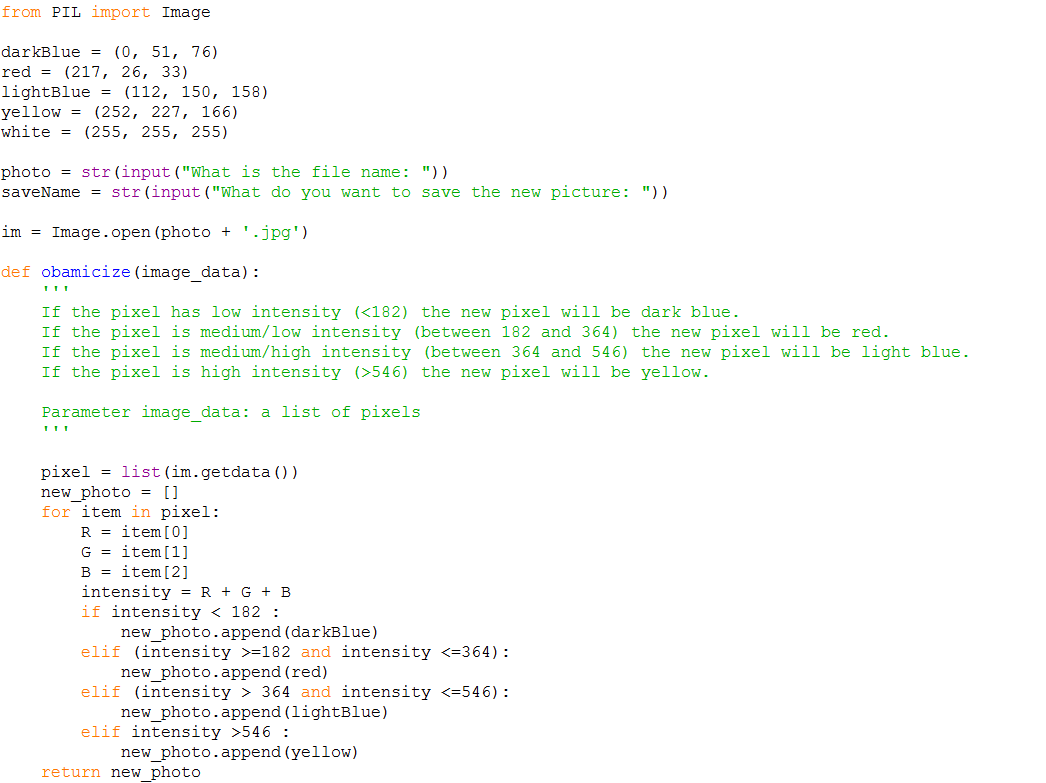 from PIL import Image

darkBlue = (0, 51, 76)
red = (217, 26, 33)
lightBlue = (112, 150, 158)
yellow = (252, 227, 166)
white = (255, 255, 255)

photo = str(input("What is the file name: "))
saveName = str(input("What do you want to save the new picture: "))

im = Image.open(photo + '.jpg')

def obamicize(image_data):
    '''
    If the pixel has low intensity (<182) the new pixel will be dark blue.
    If the pixel is medium/low intensity (between 182 and 364) the new pixel will be red.
    If the pixel is medium/high intensity (between 364 and 546) the new pixel will be light blue.
    If the pixel is high intensity (>546) the new pixel will be yellow.

    Parameter image_data: a list of pixels
    '''

    pixel = list(im.getdata())
    new_photo = []
    for item in pixel:
        R = item[0]
        G = item[1]
        B = item[2]
        intensity = R + G + B
        if intensity < 182 :
            new_photo.append(darkBlue)
        elif (intensity >=182 and intensity <=364):
            new_photo.append(red)
        elif (intensity > 364 and intensity <=546):
            new_photo.append(lightBlue)
        elif intensity >546 :
            new_photo.append(yellow)
    return new_photo